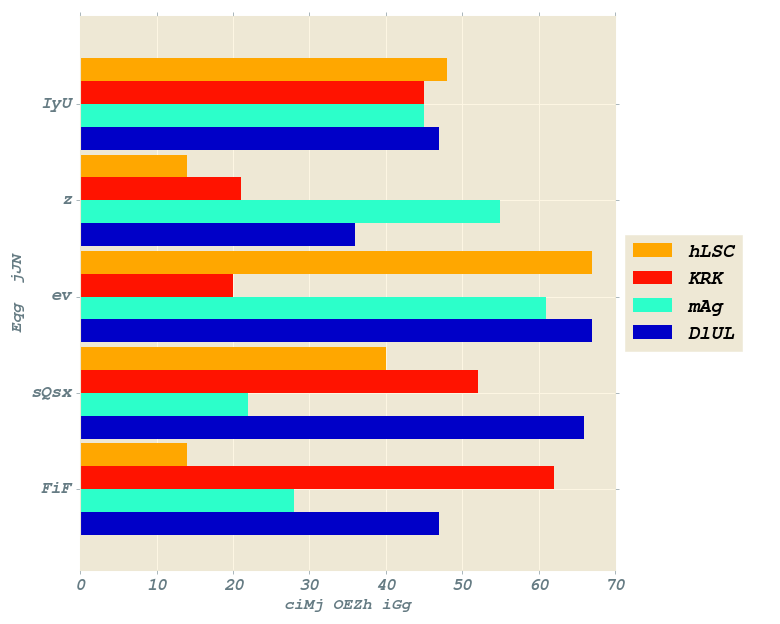 IyU
z
ev
sQsx
FiF
Eqg jJN
0 10 20 30 40 50 60 70
ciMj OEZh iGg
hLSC
KRK
mAg
D1UL